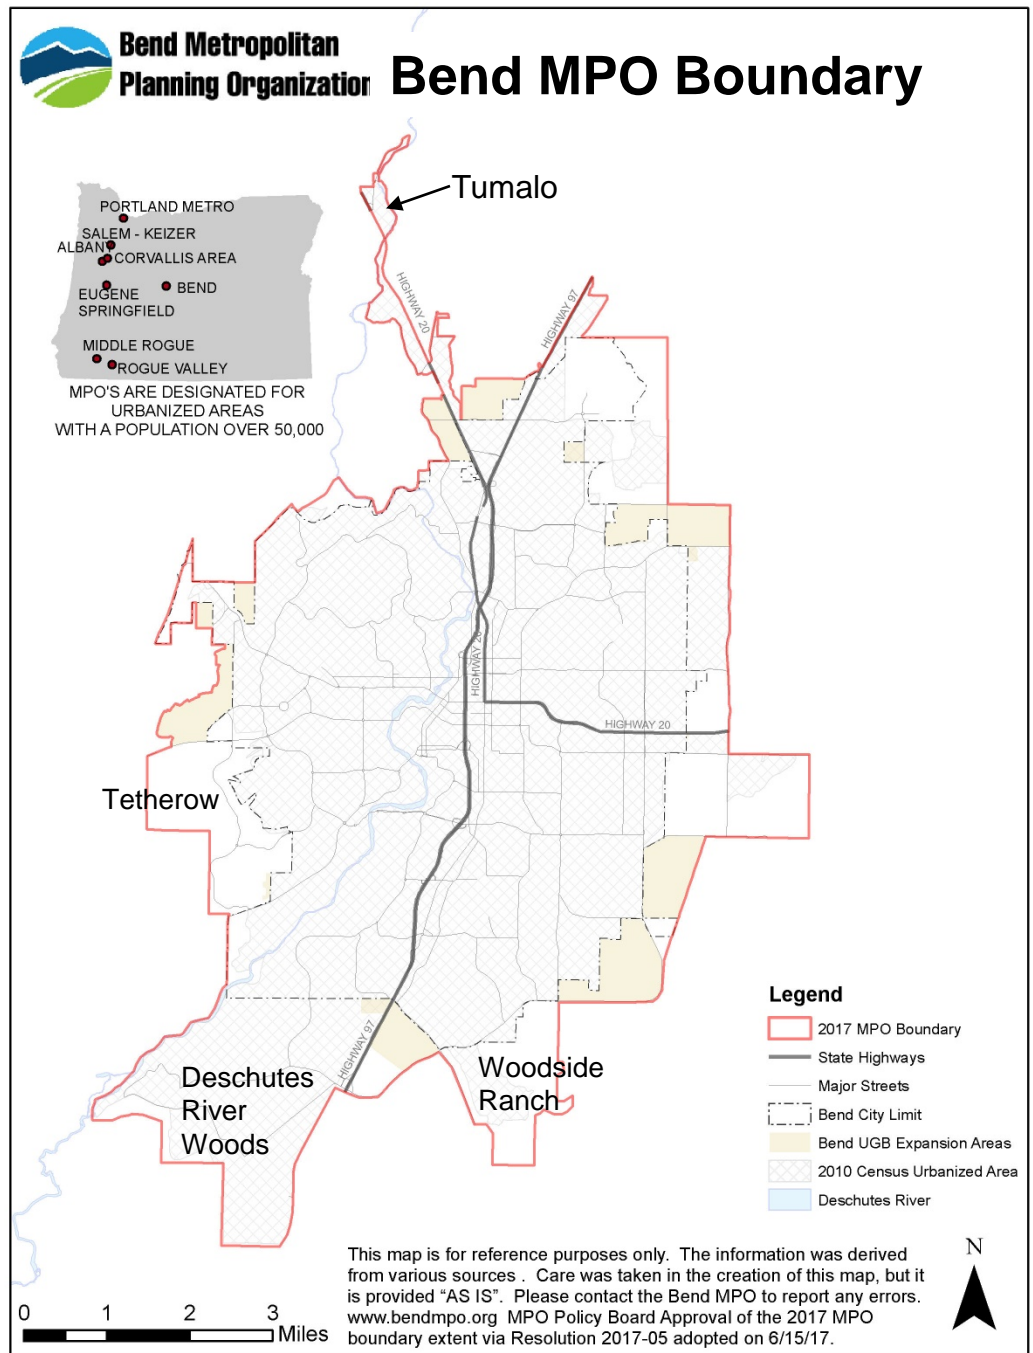 Bend Metropolitan
Planning Organization
Bend MPO Boundary
Tumalo
PORTLAND METRO
SALEM - KEIZER
ALBANY
CORVALLIS AREA
BEND
EUGENE
SPRINGFIELD
MIDDLE ROGUE
ROGUE VALLEY
MPO'S ARE DESIGNATED FOR
URBANIZED AREAS
WITH A POPULATION OVER 50,000
HIGHWAY 20
HIGHWAY 97
HIGHWAY 20
HIGHWAY 20
Tetherow
HIGHWAY 97
Deschutes
River
Woods
Woodside
Ranch
Legend
2017 MPO Boundary
State Highways
Major Streets
Bend City Limit
Bend UGB Expansion Areas
2010 Census Urbanized Area
Deschutes River
This map is for reference purposes only. The information was derived
from various sources . Care was taken in the creation of this map, but it
is provided “AS IS”. Please contact the Bend MPO to report any errors.
www.bendmpo.org MPO Policy Board Approval of the 2017 MPO
boundary extent via Resolution 2017-05 adopted on 6/15/17.
N
0 1 2 3
Miles